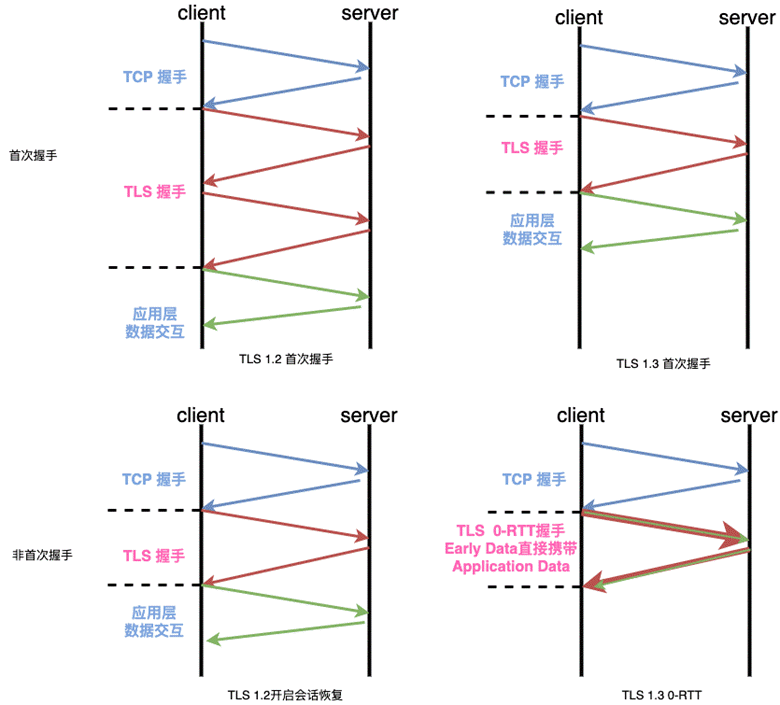 client server
TCP 握手
首次握手
TLS 握手
应用层
数据交互
TLS 1.2 首次握手
client server
TCP 握手
TLS 握手
应用层
数据交互
TLS 1.3 首次握手
client server
TCP 握手
非首次握手
TLS 握手
应用层
数据交互
TLS 1.2开启会话恢复
client server
TCP 握手
TLS 0-RTT握手
Early Data直接携带
Application Data
TLS 1.3 0-RTT